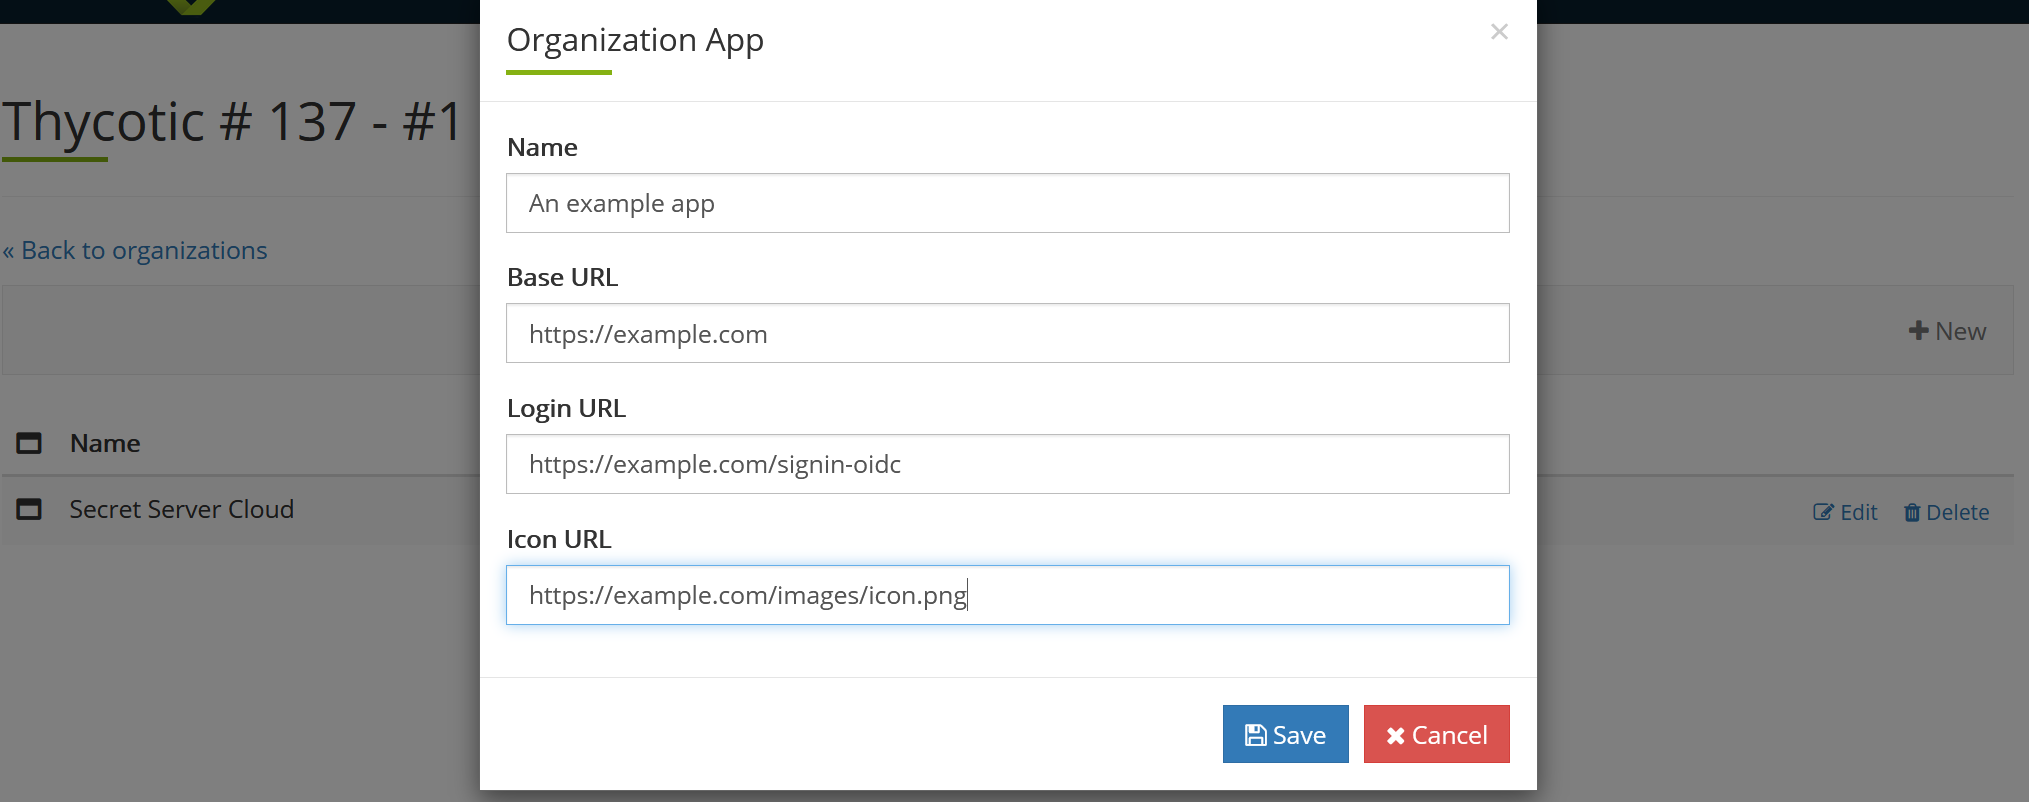 Organization App
×
Thycotic # 137 - #1
« Back to organizations
New
Name
Secret Server Cloud
Edit
Delete
Name
An example app
Base URL
https://example.com
Login URL
https://example.com/signin-oidc
Icon URL
https://example.com/images/icon.png
Save
Cancel